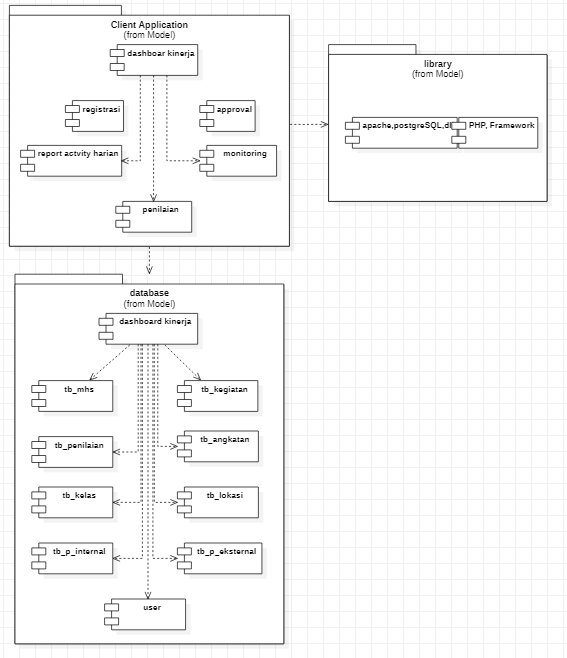 Client Application
(from Model)
dashboar kinerja
registrasi
approval
report actvity harian
monitoring
penilaian
library
(from Model)
apache,postgreSQL,dl
PHP, Framework
database
(from Model)
dashboard kinerja
tb_mhs
tb_kegiatan
tb_penilaian
tb_angkatan
tb_kelas
tb_lokasi
tb_p_internal
tb_p_eksternal
user